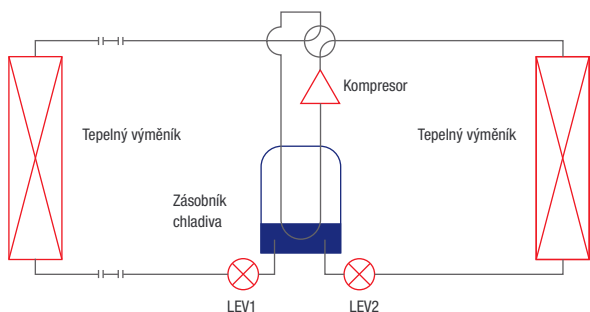 Kompresor
Tepelný výměník
Tepelný výměník
Zásobník
chladiva
LEV1
LEV2